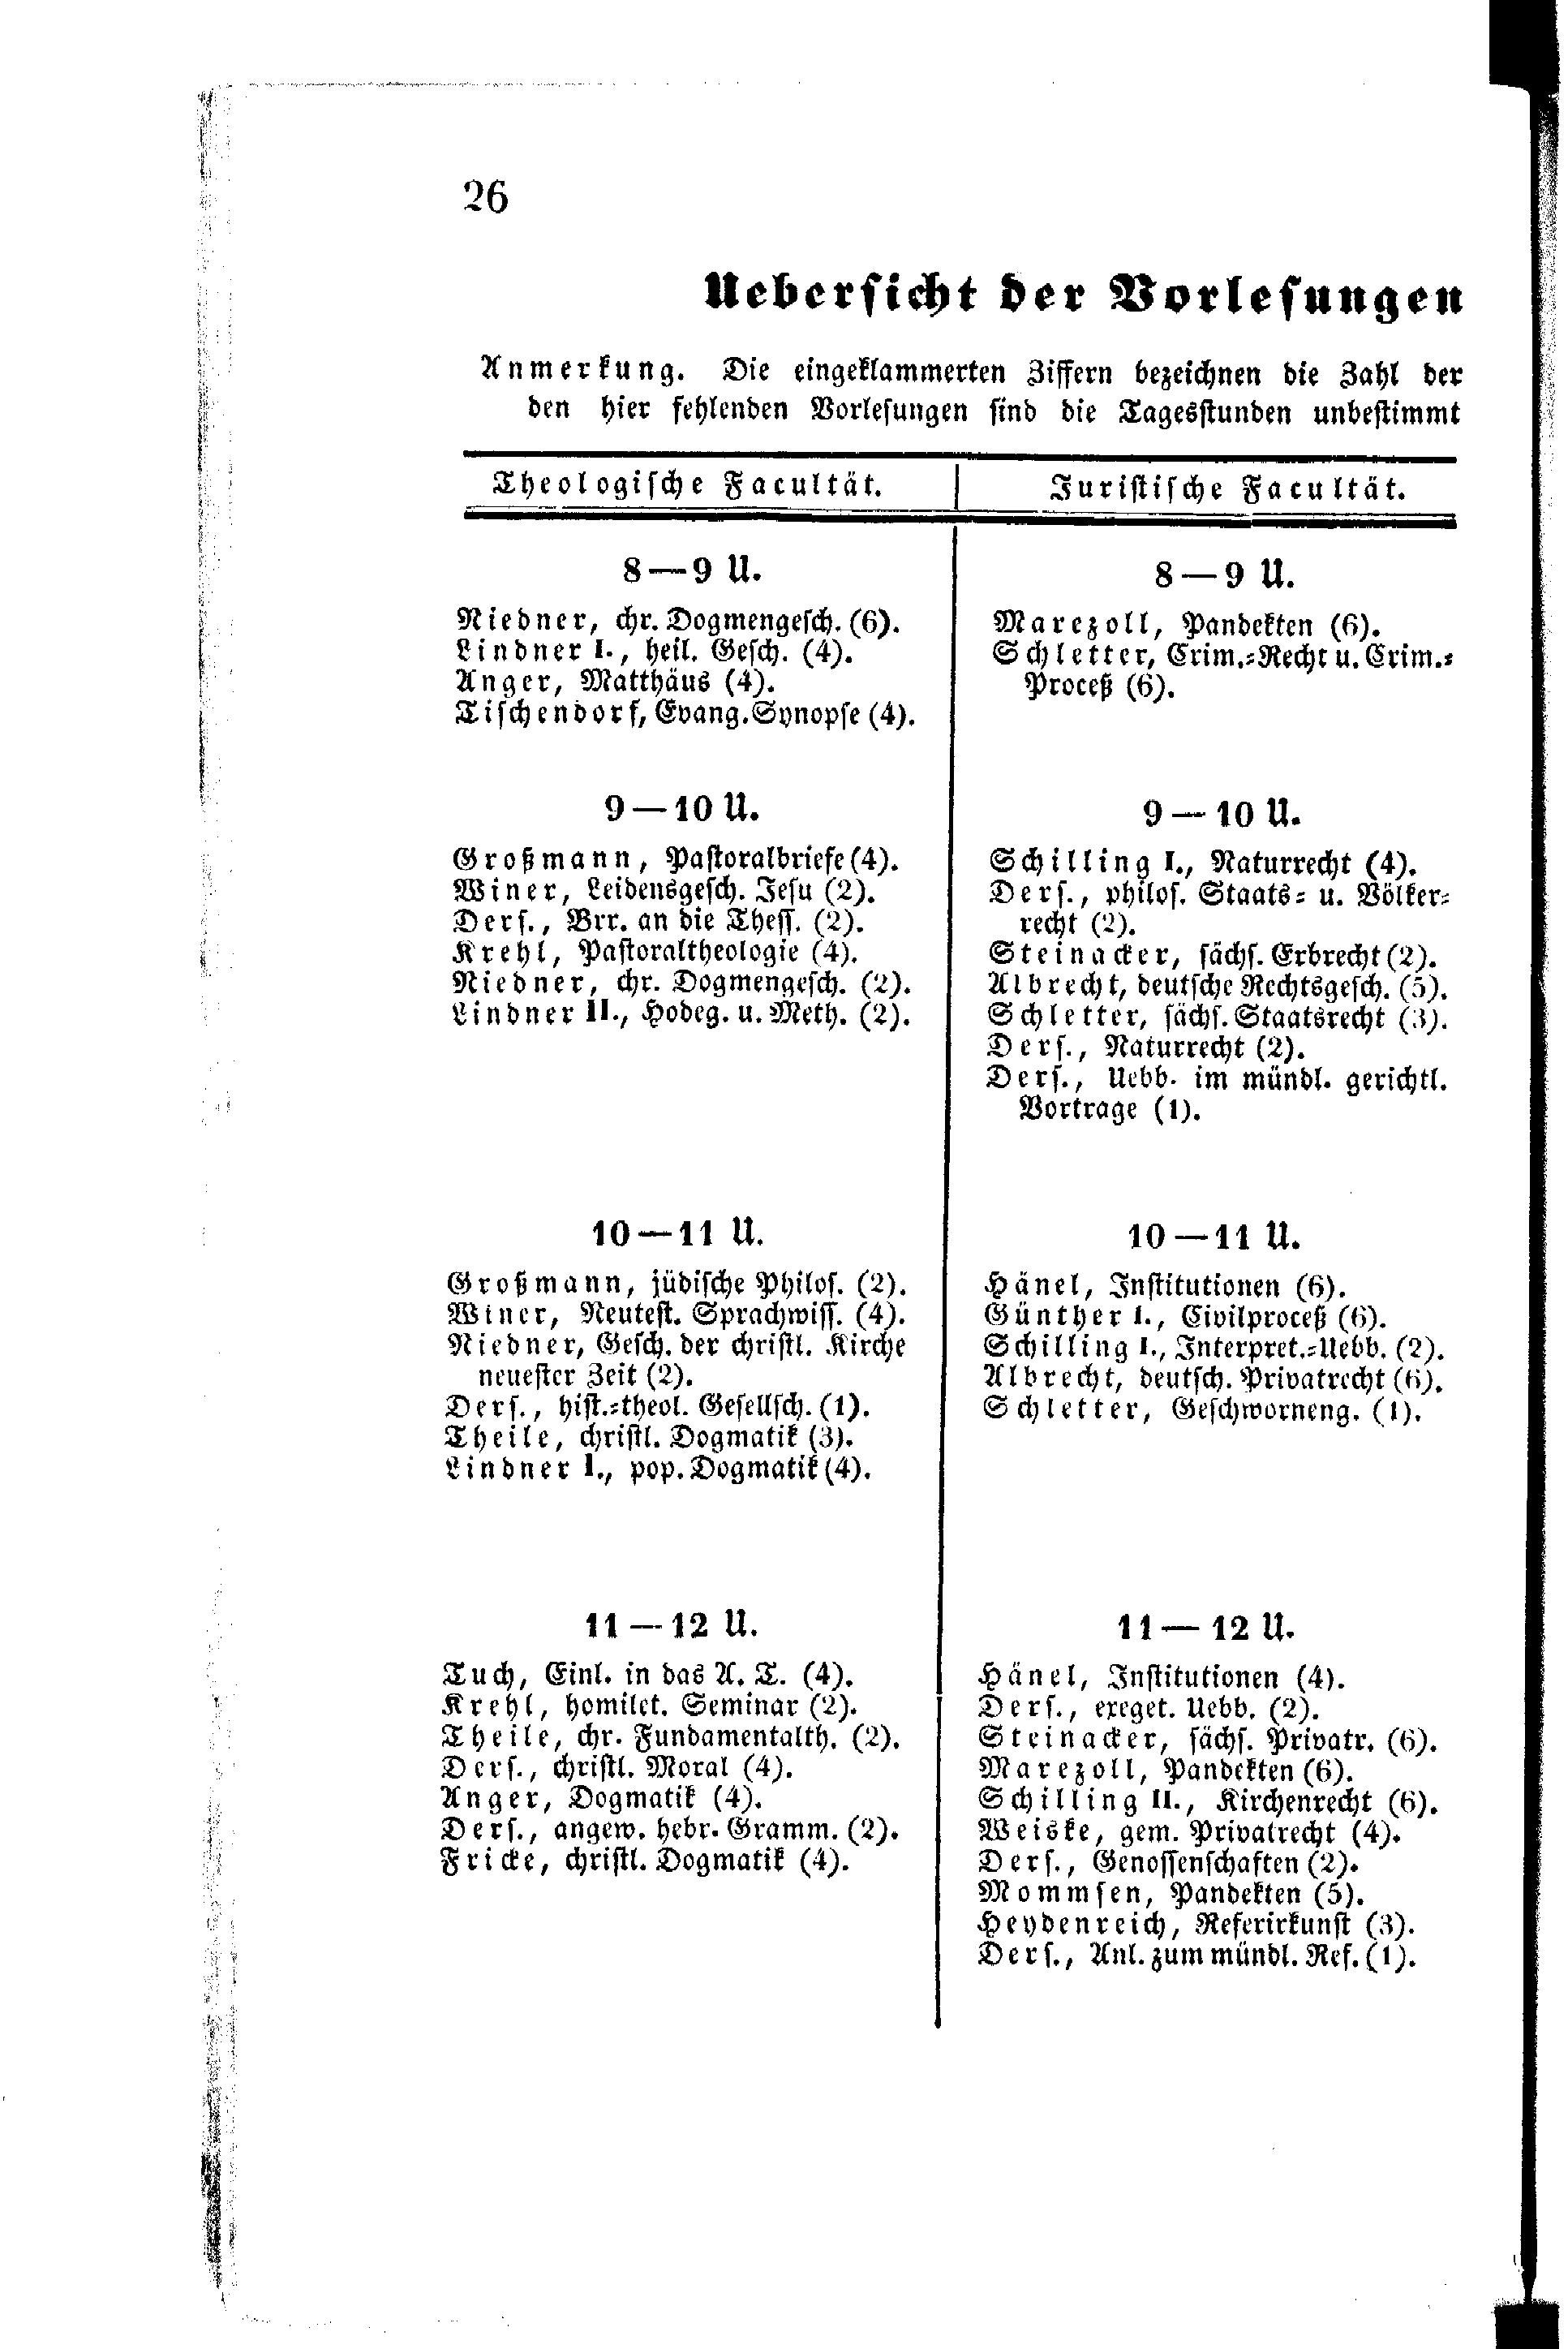 26
Uebersicht der Vorlesungen
Anmerkung. Die eingeklammerten Ziffern bezeichnen die Zahl der
den hier fehlenden Vorlesungen sind die Tagesstunden unbestimmt
Theologische Facultät.
8—9 U.
Niedner, chr. Dogmengesch. (6).
Lindner I., heil. Gesch. (4).
Anger, Matthäus (4).
Tischendorf, Evang. Synopse (4).
9—10 U.
Großmann, Pastoralbriefe (4).
Winer, Leidensgesch. Jesu (2).
Ders., Brr. an die Thess. (2).
Krehl, Pastoraltheologie (4).
Niedner, chr. Dogmengesch. (2).
Lindner II., Hodeg. u. Meth. (2).
10—11 U.
Großmann, jüdische Philos. (2).
Winer, Neutest. Sprachwiss. (4).
Niedner, Gesch. der christl. Kirche
neuester Zeit (2).
Ders., hist.-theol. Gesellsch. (1).
Theile, christl. Dogmatik (3).
Lindner I., pop. Dogmatik (4).
11—12 U.
Tuch, Einl. in das A. T. (4).
Krehl, homilet. Seminar (2).
Theile, chr. Fundamentalth. (2).
Ders., christl. Moral (4).
Anger, Dogmatik (4).
Ders., angew. hebr. Gramm. (2).
Fricke, christl. Dogmatik (4).
Juristische Facultät.
8—9 U.
Marezoll, Pandekten (6).
Schletter, Crim.-Recht u. Crim.-
Proceß (6).
9—10 U.
Schilling I., Naturrecht (4).
Ders., philos. Staats- u. Völker-
recht (2).
Steinacker, sächs. Erbrecht (2).
Albrecht, deutsche Rechtsgesch. (5).
Schletter, sächs. Staatsrecht (3).
Ders., Naturrecht (2).
Ders., Uebb. im mündl. gerichtl.
Vortrage (1).
10—11 U.
Hänel, Institutionen (6).
Günther I., Civilproceß (6).
Schilling I., Interpret.-Uebb. (2).
Albrecht, deutsch. Privatrecht (6).
Schletter, Geschworneng. (1).
11—12 U.
Hänel, Institutionen (4).
Ders., exeget. Uebb. (2).
Steinacker, sächs. Privatr. (6).
Marezoll, Pandekten (6).
Schilling II., Kirchenrecht (6).
Weiske, gem. Privatrecht (4).
Ders., Genossenschaften (2).
Mommsen, Pandekten (5).
Heydenreich, Referirkunst (3).
Ders., Anl. zum mündl. Ref. (1).